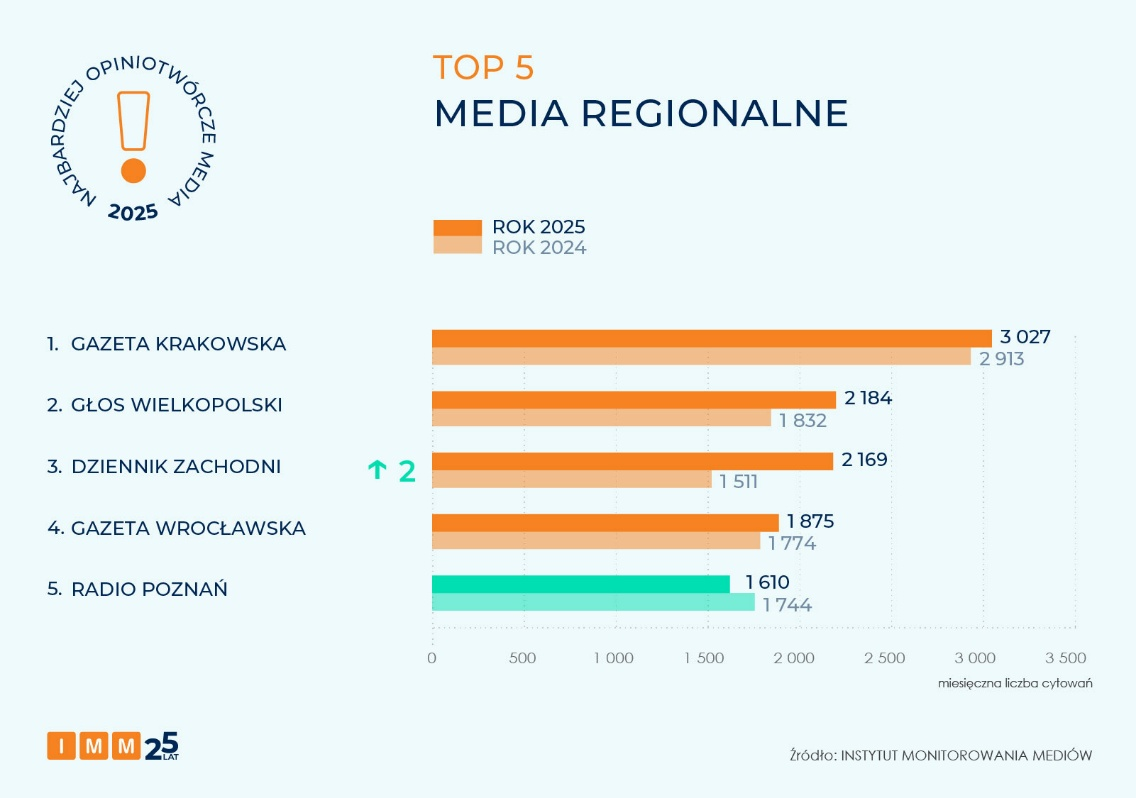 NAJBARDZIEJ OPINIOTWÓRCZE MEDIA
!
2025
TOP 5
MEDIA REGIONALNE
ROK 2025
ROK 2024
1. GAZETA KRAKOWSKA
3 027
2 913
2. GŁOS WIELKOPOLSKI
2 184
1 832
3. DZIENNIK ZACHODNI
↑ 2
2 169
1 511
4. GAZETA WROCŁAWSKA
1 875
1 774
5. RADIO POZNAŃ
1 610
1 744
0 500 1 000 1 500 2 000 2 500 3 000 3 500
miesięczna liczba cytowań
IMM 25 LAT
Źródło: INSTYTUT MONITOROWANIA MEDIÓW